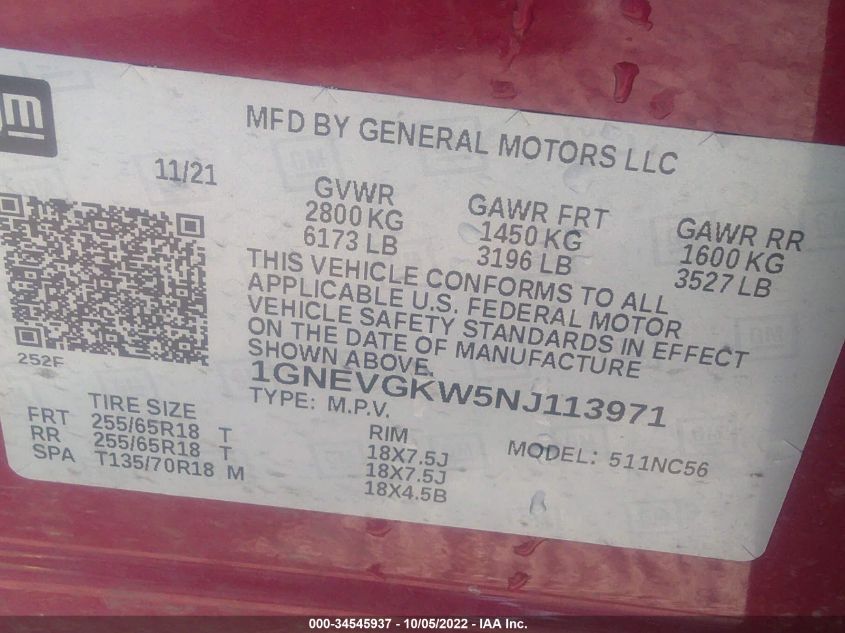 gm
MFD BY GENERAL MOTORS LLC
11/21
GVWR
2800 KG
6173 LB
GAWR FRT
1450 KG
3196 LB
GAWR RR
1600 KG
3527 LB
THIS VEHICLE CONFORMS TO ALL
APPLICABLE U.S. FEDERAL MOTOR
VEHICLE SAFETY STANDARDS IN EFFECT
ON THE DATE OF MANUFACTURE
SHOWN ABOVE.
252F
1GNEVGKW5NJ113971
TYPE: M.P.V.
MODEL: 511NC56
TIRE SIZE
RIM
FRT 255/65R18 T 18X7.5J
RR 255/65R18 T 18X7.5J
SPA T135/70R18 M 18X4.5B
000-34545937 - 10/05/2022 - IAA Inc.